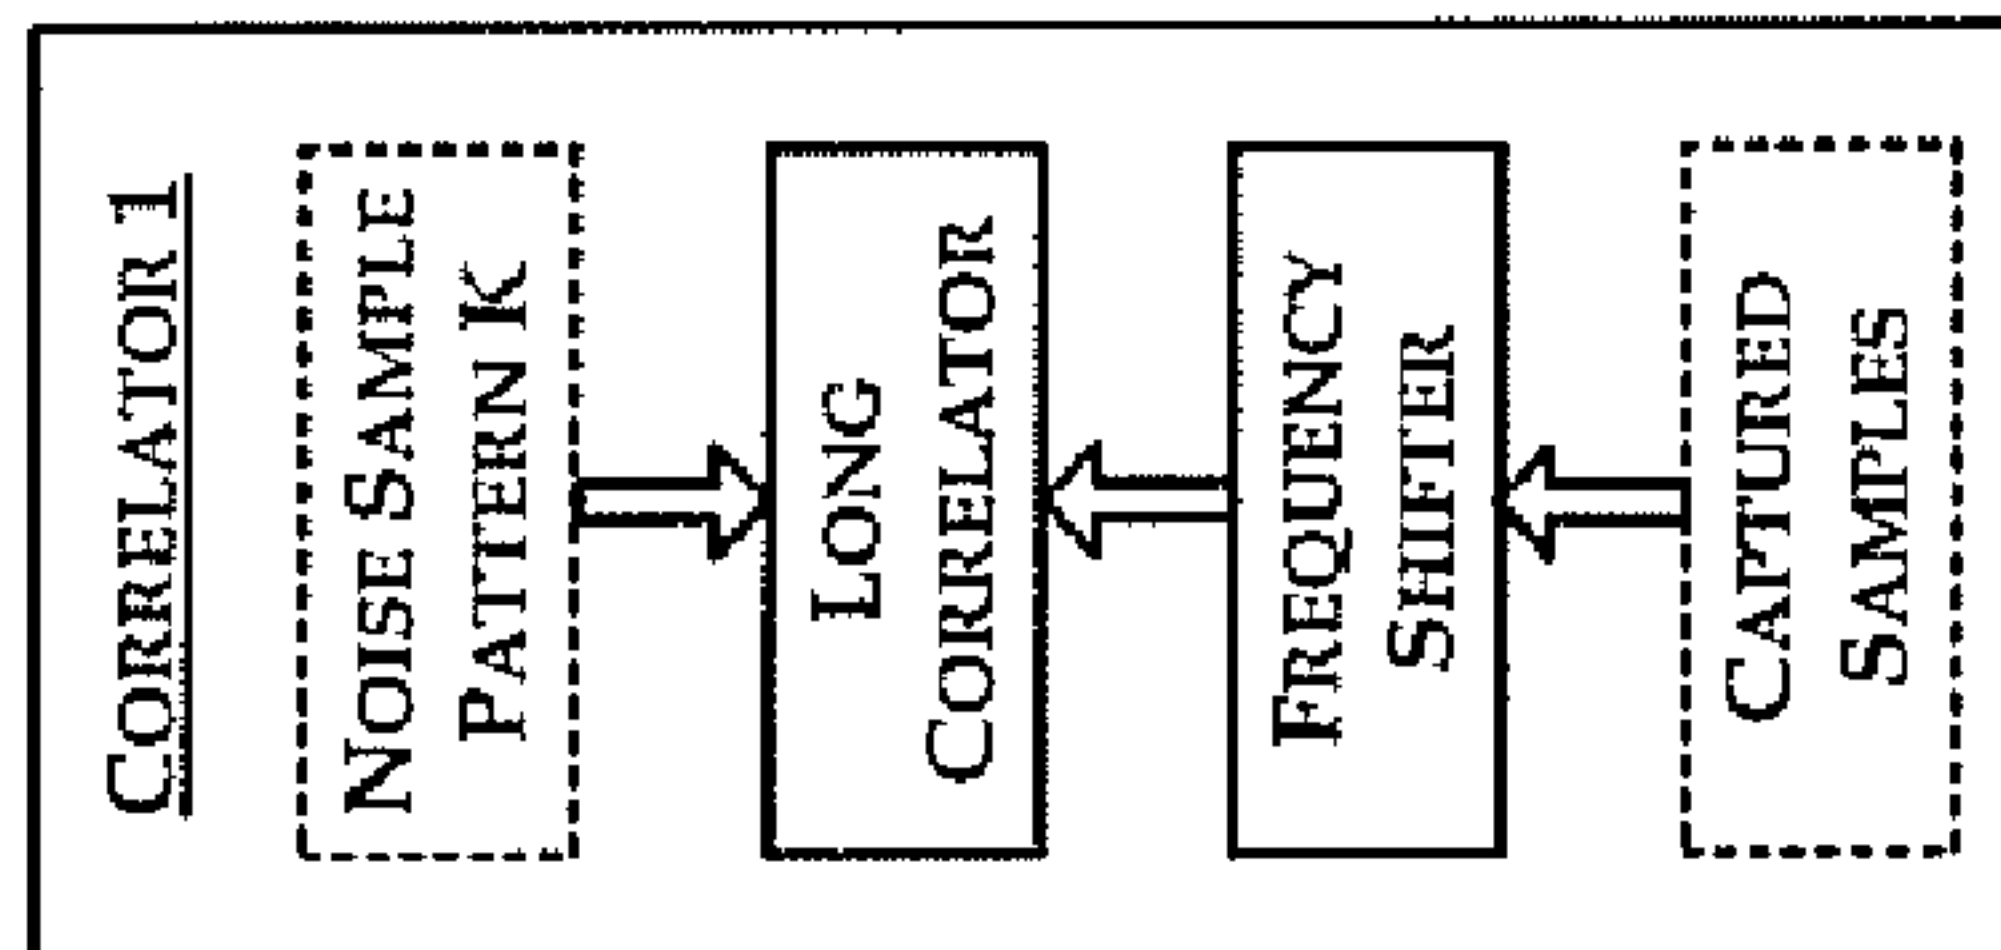 CORRELATOR 1
NOISE SAMPLE
PATTERN K
LONG
CORRELATOR
FREQUENCY
SHIFTER
CAPTURED
SAMPLES